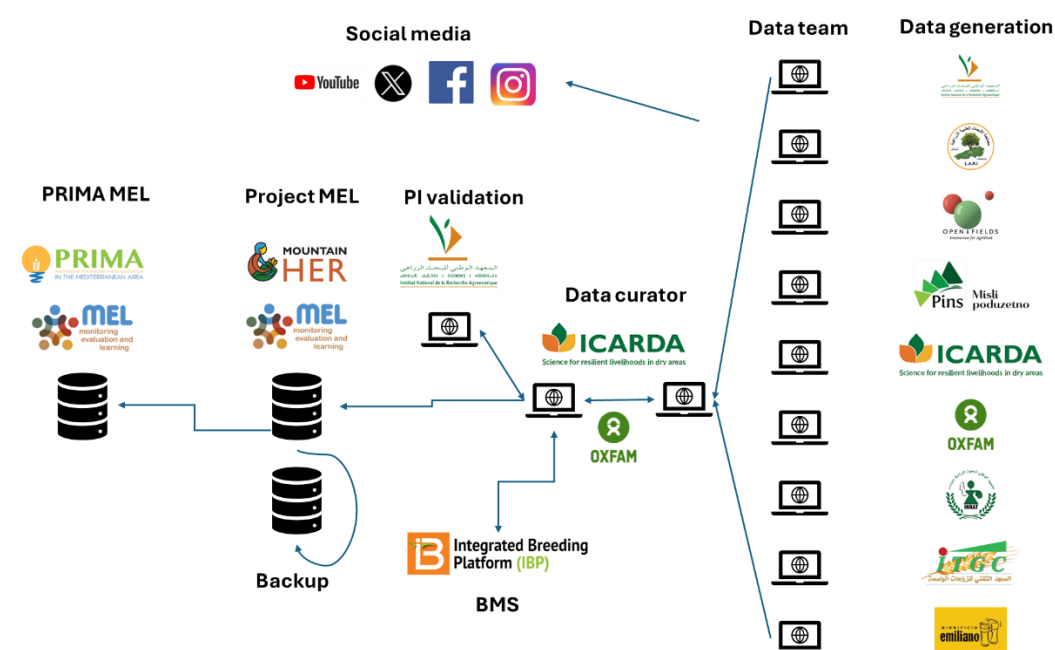 Social media
Data team
Data generation
YouTube
PRIMA MEL
Project MEL
PI validation
PRIMA
IN THE MEDITERRANEAN AREA
MOUNTAIN
HER
المعهد الوطني للبحث الزراعي
Institut National de la Recherche Agronomique
MEL
monitoring
evaluation and
learning
MEL
monitoring
evaluation and
learning
Data curator
ICARDA
Science for resilient livelihoods in dry areas
OXFAM
Backup
Integrated Breeding
Platform (IBP)
BMS
LARI
OPEN FIELDS
Innovation for Agrifood
Pins
Misli
poduzetno
ICARDA
Science for resilient livelihoods in dry areas
OXFAM
INRAT
ITGC
المعهد التقني للزراعات الواسعة
BIRRIFICIO
emiliano